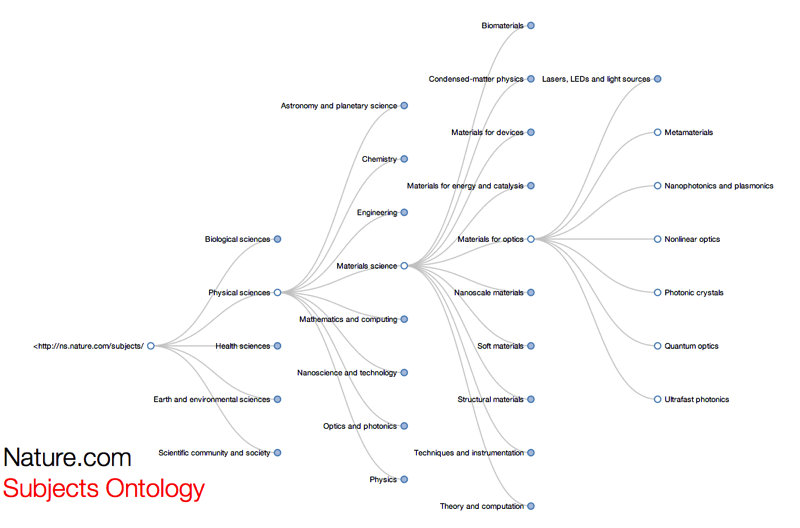 Biomaterials
Condensed-matter physics
Lasers, LEDs and light sources
Astronomy and planetary science
Materials for devices
Metamaterials
Chemistry
Materials for energy and catalysis
Nanophotonics and plasmonics
Engineering
Biological sciences
Materials for optics
Nonlinear optics
Materials science
Physical sciences
Nanoscale materials
Photonic crystals
Mathematics and computing
<http://ns.nature.com/subjects/
Health sciences
Soft materials
Quantum optics
Nanoscience and technology
Earth and environmental sciences
Structural materials
Ultrafast photonics
Optics and photonics
Scientific community and society
Techniques and instrumentation
Physics
Theory and computation
Nature.com
Subjects Ontology